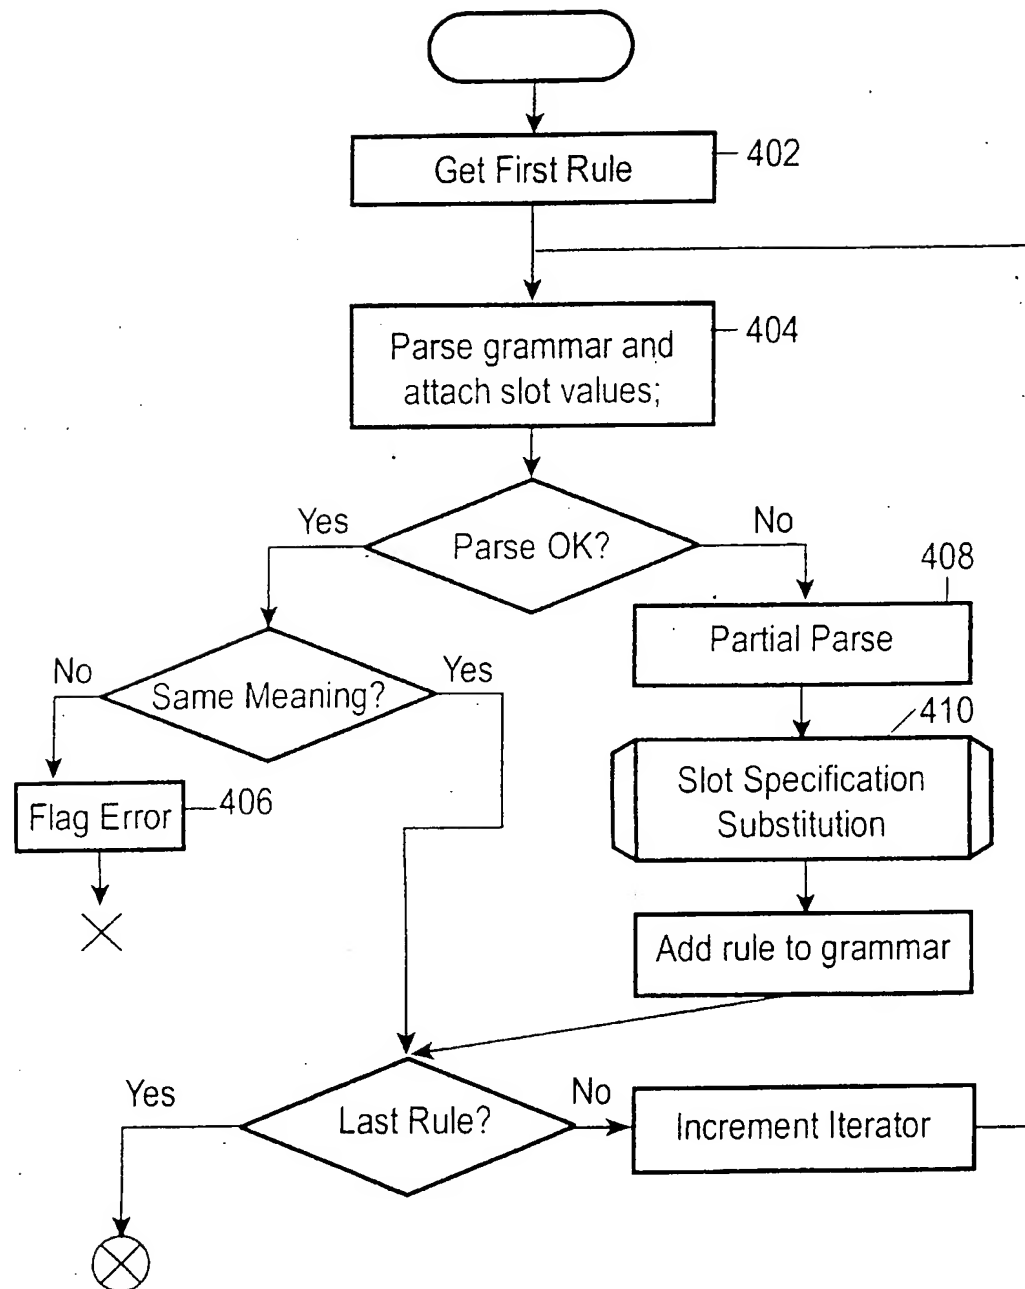 Get First Rule
402
Parse grammar and
attach slot values;
404
Parse OK?
Yes
No
408
Partial Parse
Same Meaning?
No
Yes
410
Slot Specification
Substitution
Flag Error
406
Add rule to grammar
Last Rule?
Yes
No
Increment Iterator